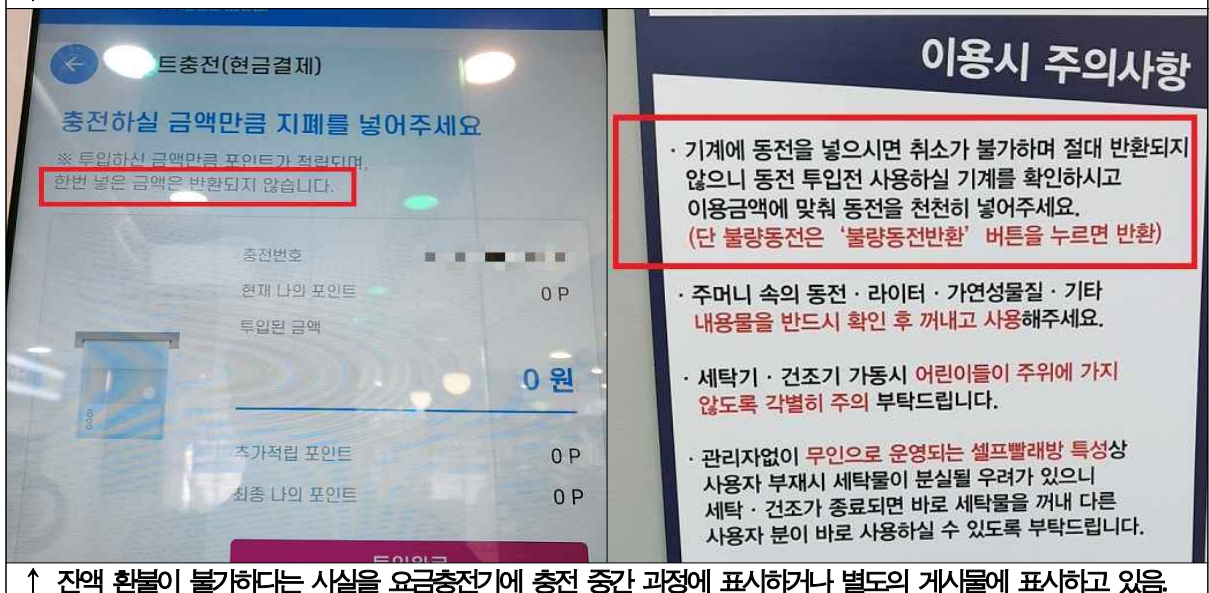 트충전(현금결제)
충전하실 금액만큼 지폐를 넣어주세요
※ 투입하신 금액만큼 포인트가 적립되며,
한번 넣은 금액은 반환되지 않습니다.
충전번호
현재 나의 포인트 0 P
투입된 금액
0 원
추가적립 포인트 0 P
최종 나의 포인트 0 P
이용시 주의사항
· 기계에 동전을 넣으시면 취소가 불가하며 절대 반환되지
않으니 동전 투입전 사용하실 기계를 확인하시고
이용금액에 맞춰 동전을 천천히 넣어주세요.
(단 불량동전은 ‘불량동전반환’ 버튼을 누르면 반환)
· 주머니 속의 동전 · 라이터 · 가연성물질 · 기타
내용물을 반드시 확인 후 꺼내고 사용해주세요.
· 세탁기 · 건조기 가동시 어린이들이 주위에 가지
않도록 각별히 주의 부탁드립니다.
· 관리자없이 무인으로 운영되는 셀프빨래방 특성상
사용자 부재시 세탁물이 분실될 우려가 있으니
세탁 · 건조가 종료되면 바로 세탁물을 꺼내 다른
사용자 분이 바로 사용하실 수 있도록 부탁드립니다.
↑ 잔액 환불이 불가하다는 사실을 요금충전기에 충전 중간 과정에 표시하거나 별도의 게시물에 표시하고 있음.